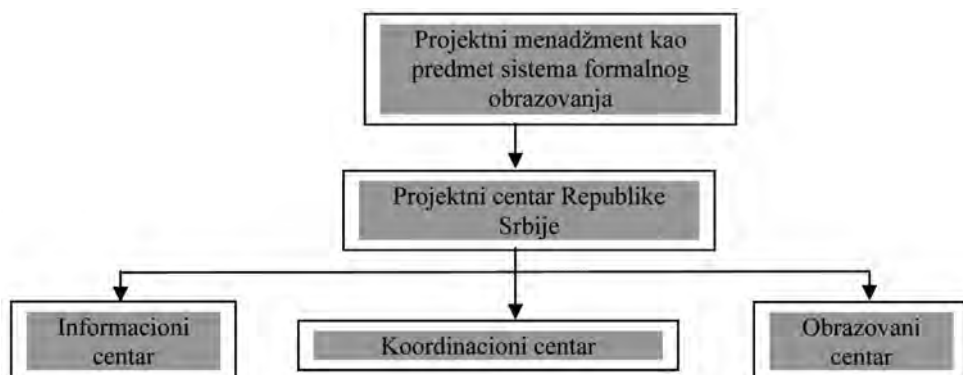 Projektni menadžment kao
predmet sistema formalnog
obrazovanja
Projektni centar Republike
Srbije
Informacioni
centar
Koordinacioni centar
Obrazovani
centar